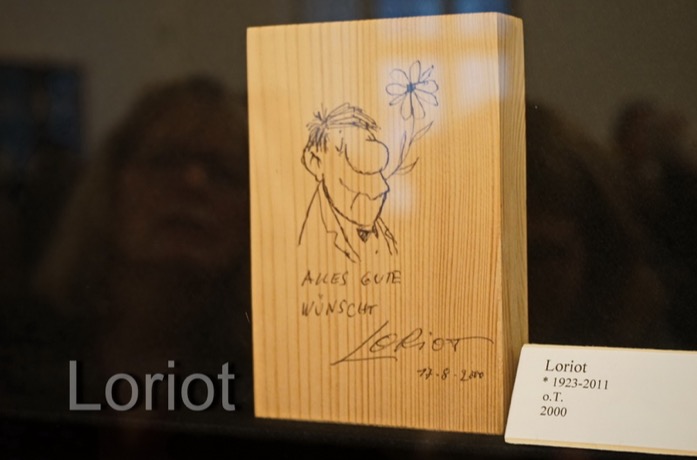 ALLES GUTE
WÜNSCHT
LORiOT
17·8·2000
Loriot
* 1923-2011
o.T.
2000
Loriot